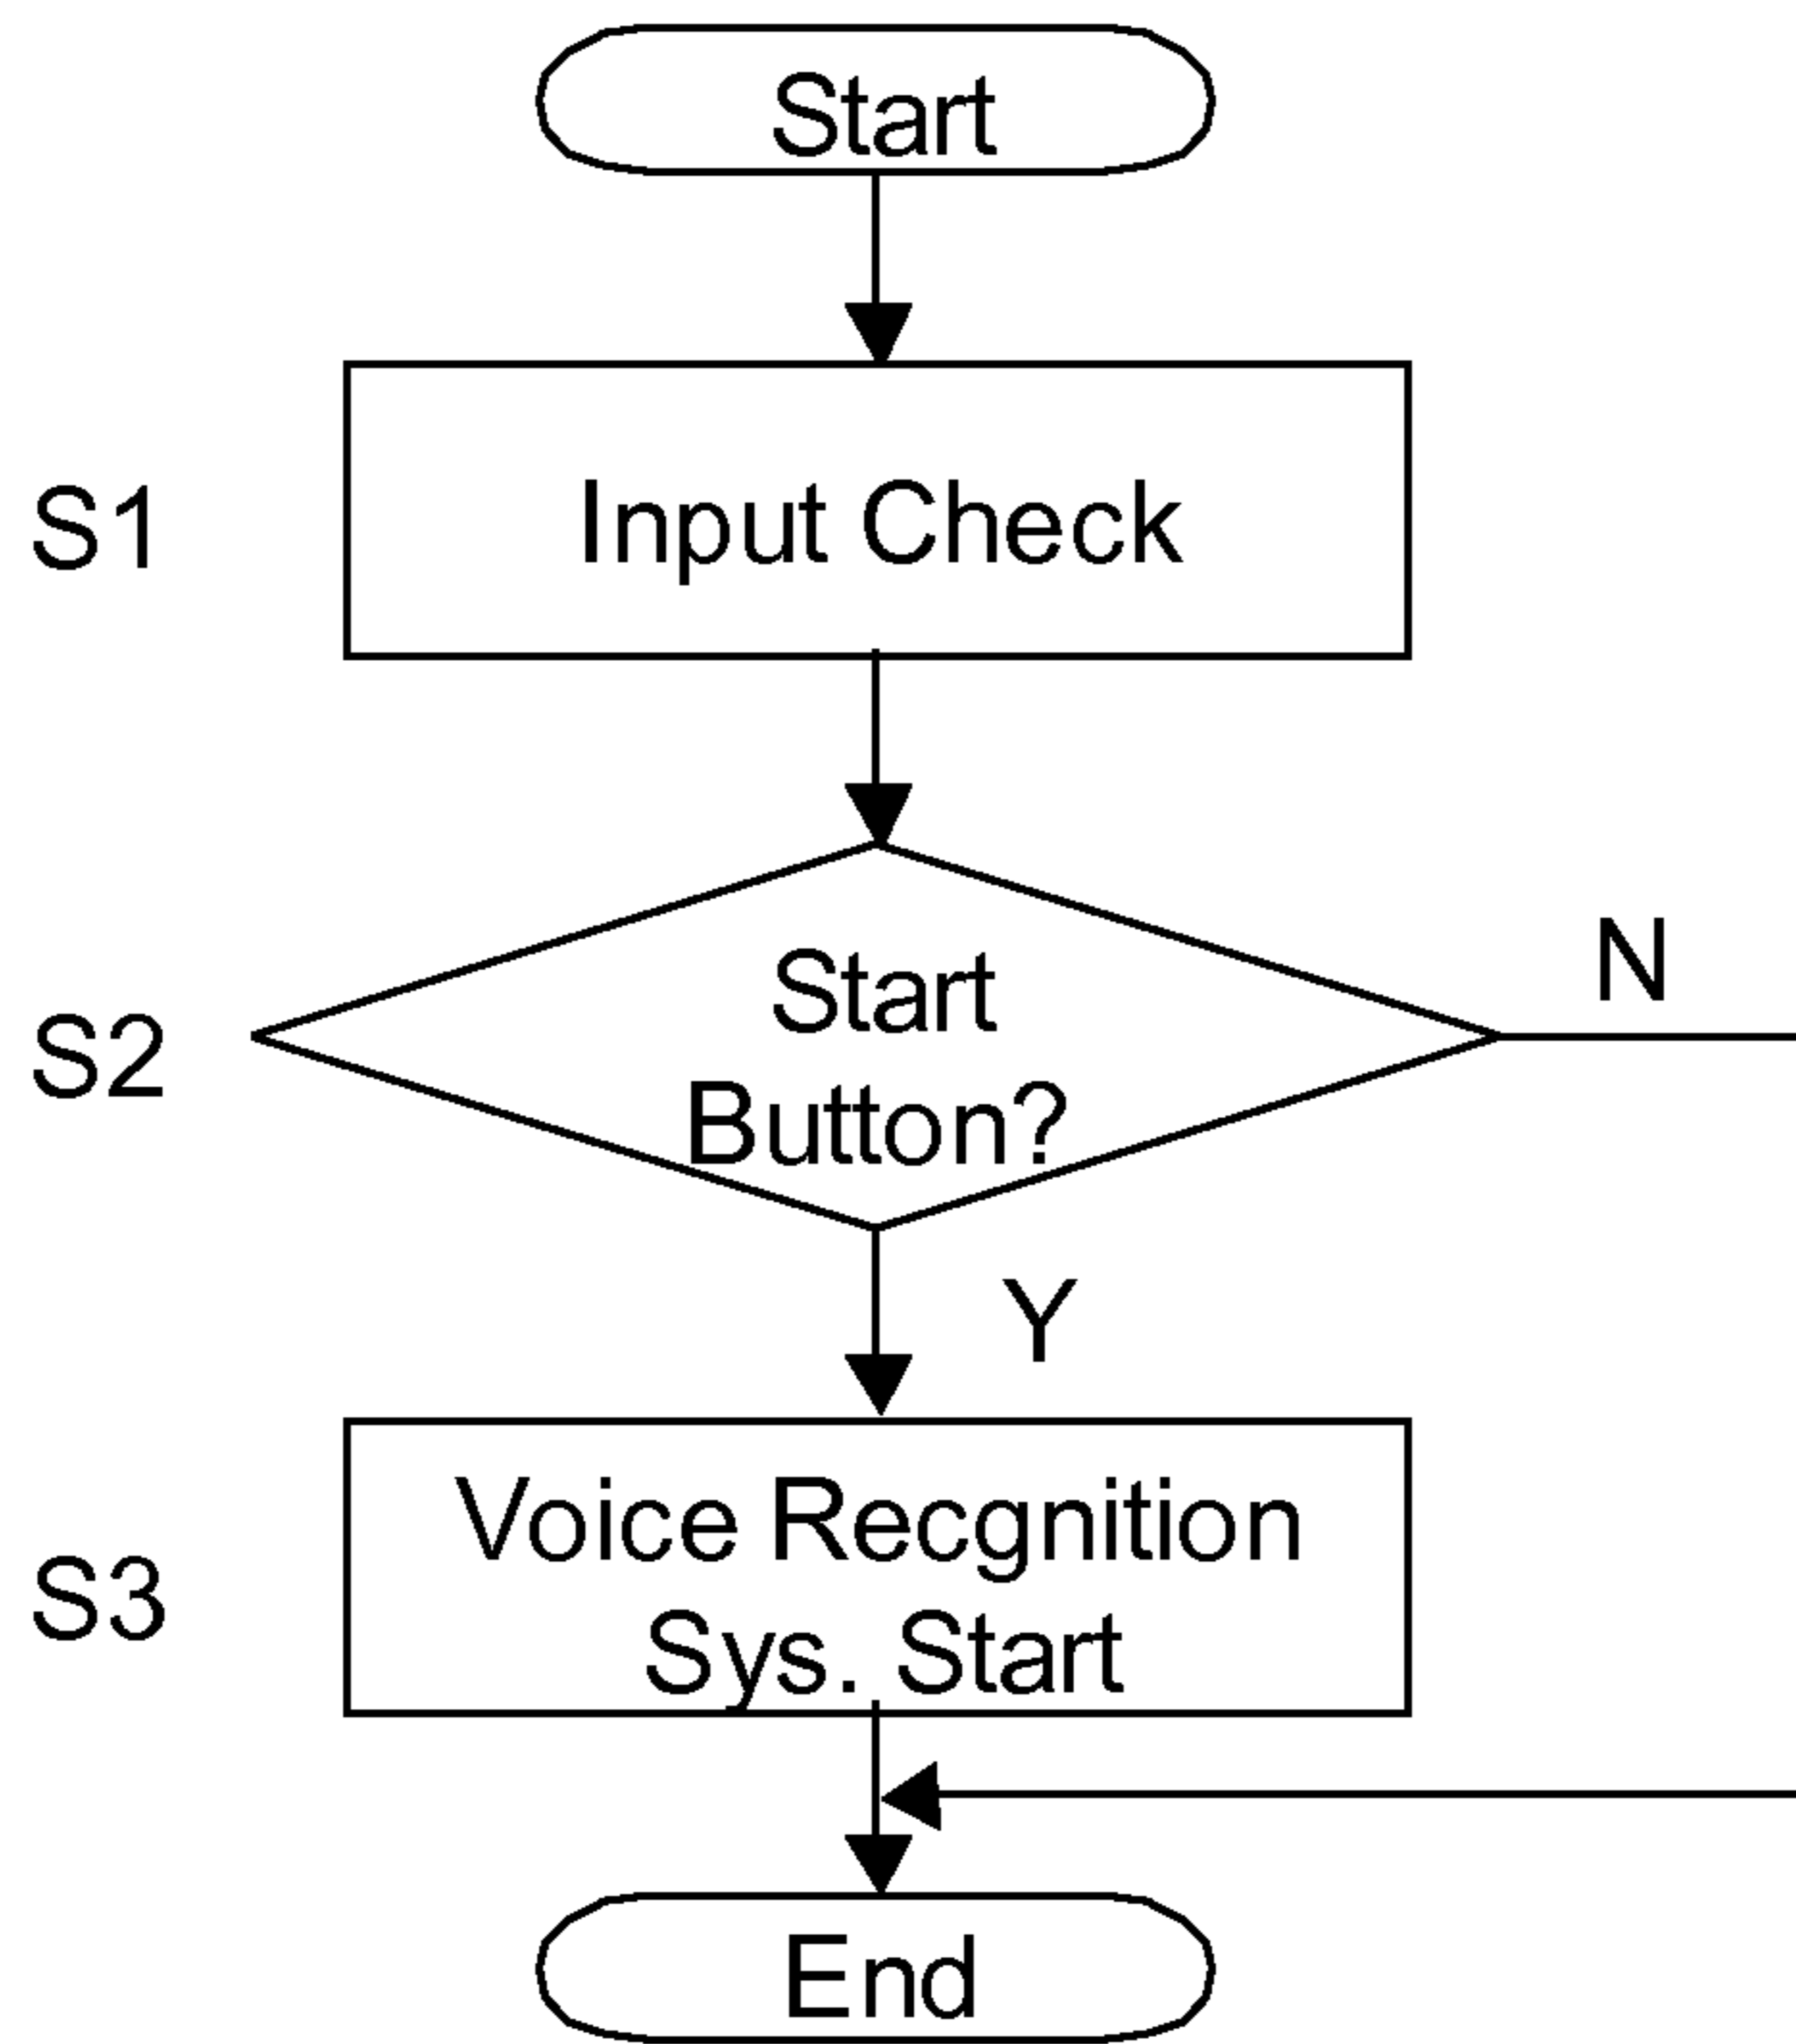 Start
S1
Input Check
S2
Start
Button?
N
Y
S3
Voice Recgnition
Sys. Start
End